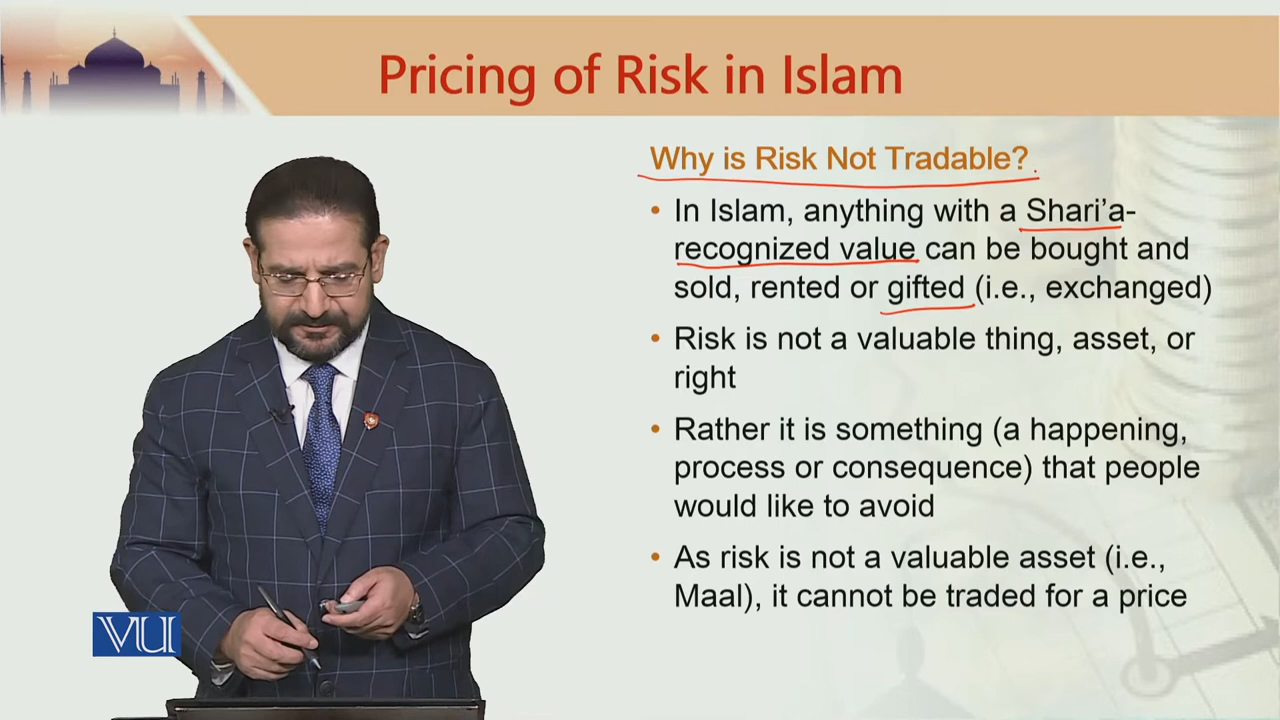 Pricing of Risk in Islam
Why is Risk Not Tradable?
• In Islam, anything with a Shari'a-
recognized value can be bought and
sold, rented or gifted (i.e., exchanged)
• Risk is not a valuable thing, asset, or
right
• Rather it is something (a happening,
process or consequence) that people
would like to avoid
• As risk is not a valuable asset (i.e.,
Maal), it cannot be traded for a price
VU